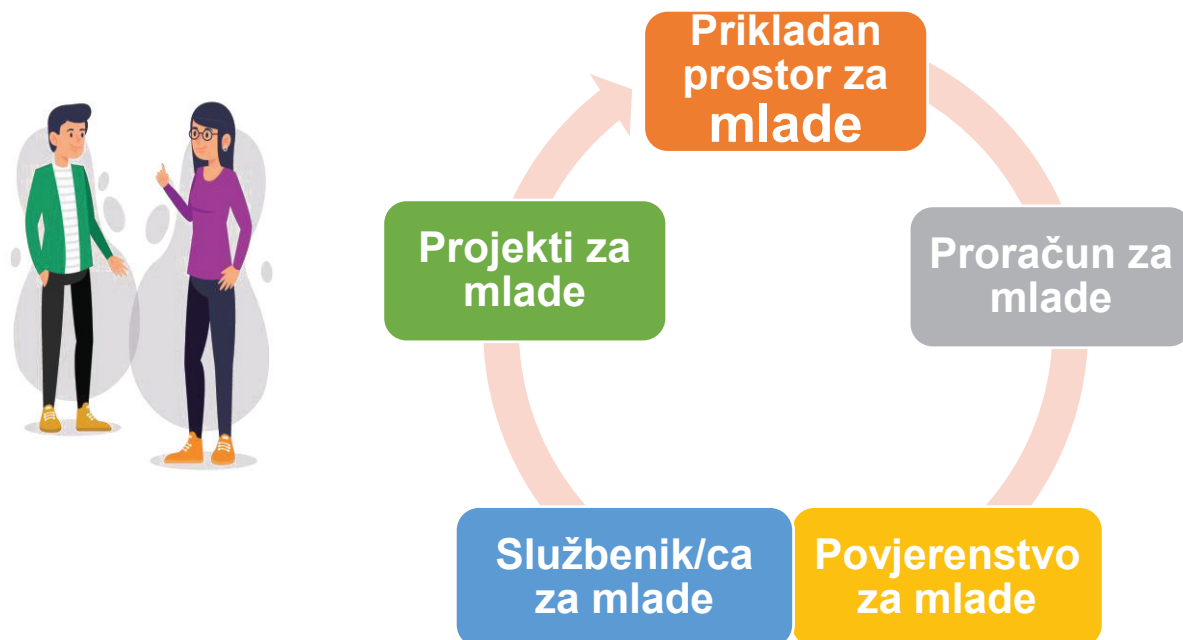 Prikladan
prostor za
mlade
Proračun za
mlade
Povjerenstvo
za mlade
Službenik/ca
za mlade
Projekti za
mlade